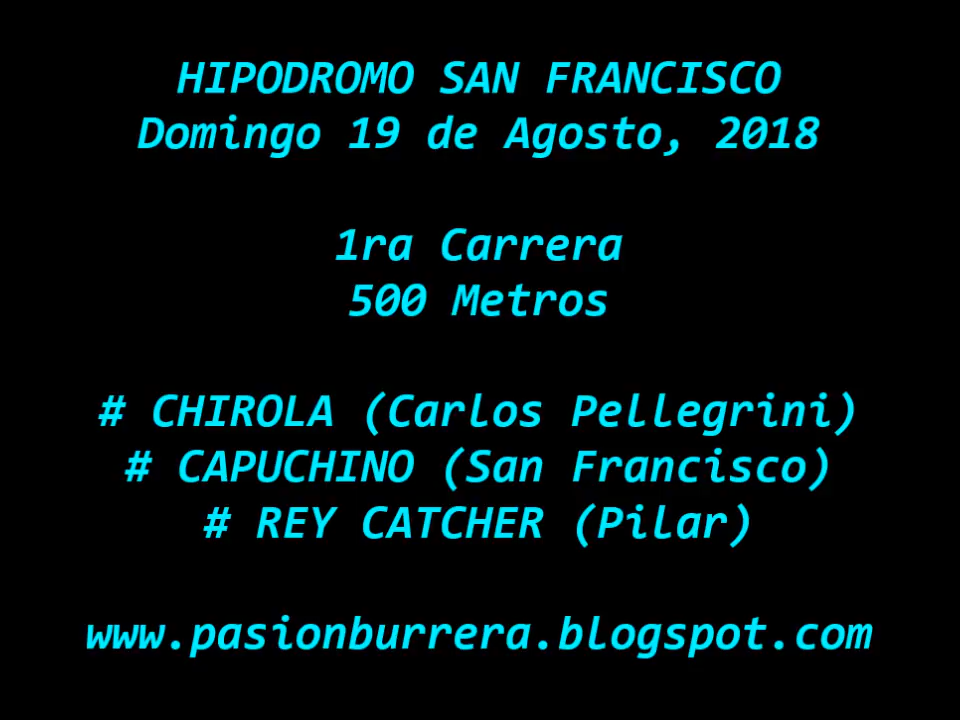 HIPODROMO SAN FRANCISCO
Domingo 19 de Agosto, 2018
1ra Carrera
500 Metros
# CHIROLA (Carlos Pellegrini)
# CAPUCHINO (San Francisco)
# REY CATCHER (Pilar)
www.pasionburrera.blogspot.com